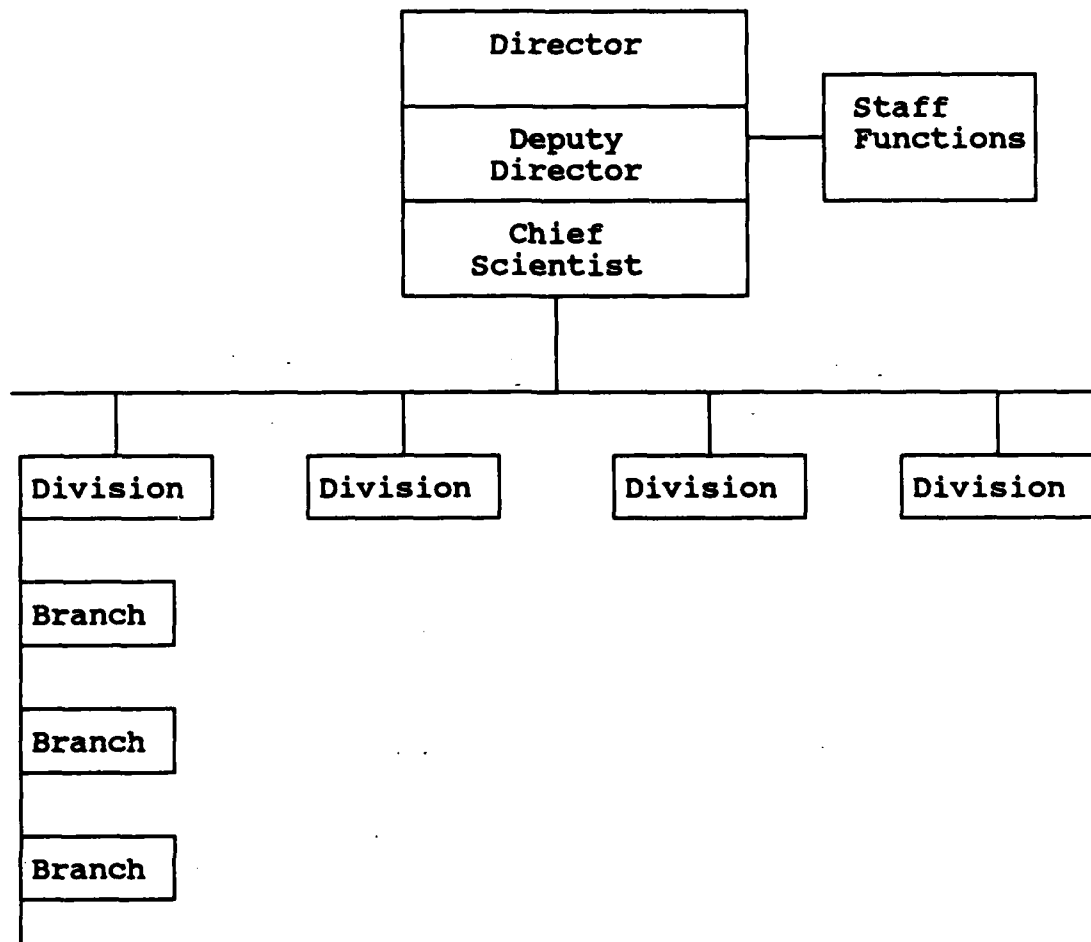 Director
Staff
Functions
Deputy
Director
Chief
Scientist
Division
Division
Division
Division
Branch
Branch
Branch